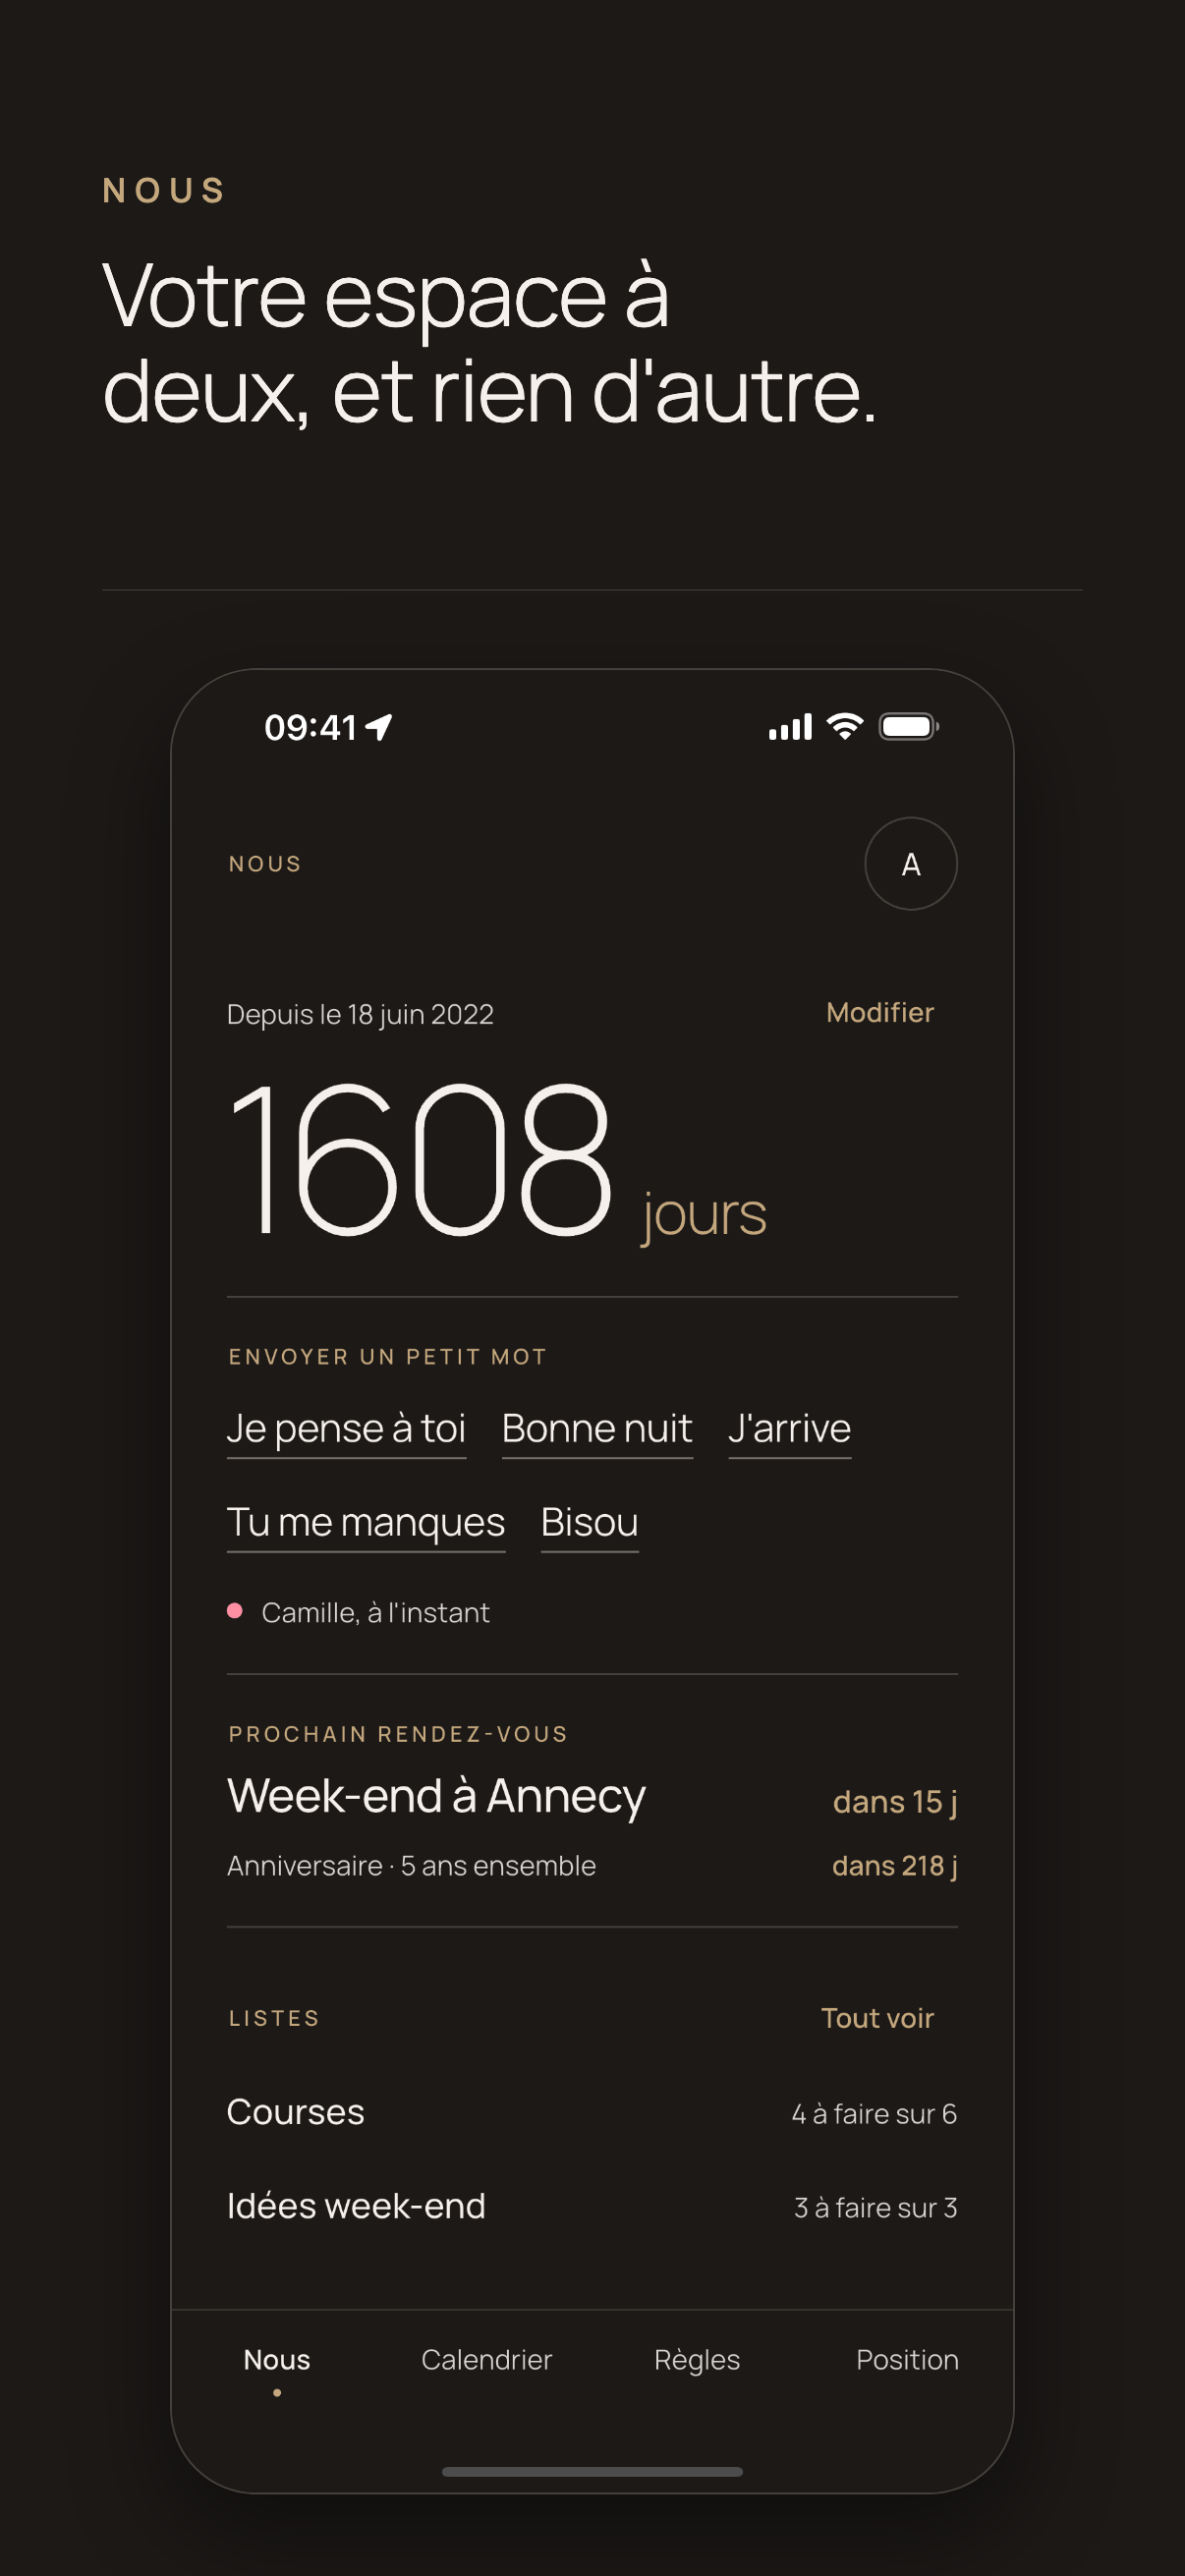 NOUS
Votre espace à
deux, et rien d'autre.
09:41
NOUS
A
Depuis le 18 juin 2022
Modifier
1608 jours
ENVOYER UN PETIT MOT
Je pense à toi Bonne nuit J'arrive
Tu me manques Bisou
Camille, à l'instant
PROCHAIN RENDEZ-VOUS
Week-end à Annecy dans 15 j
Anniversaire · 5 ans ensemble dans 218 j
LISTES Tout voir
Courses 4 à faire sur 6
Idées week-end 3 à faire sur 3
Nous Calendrier Règles Position